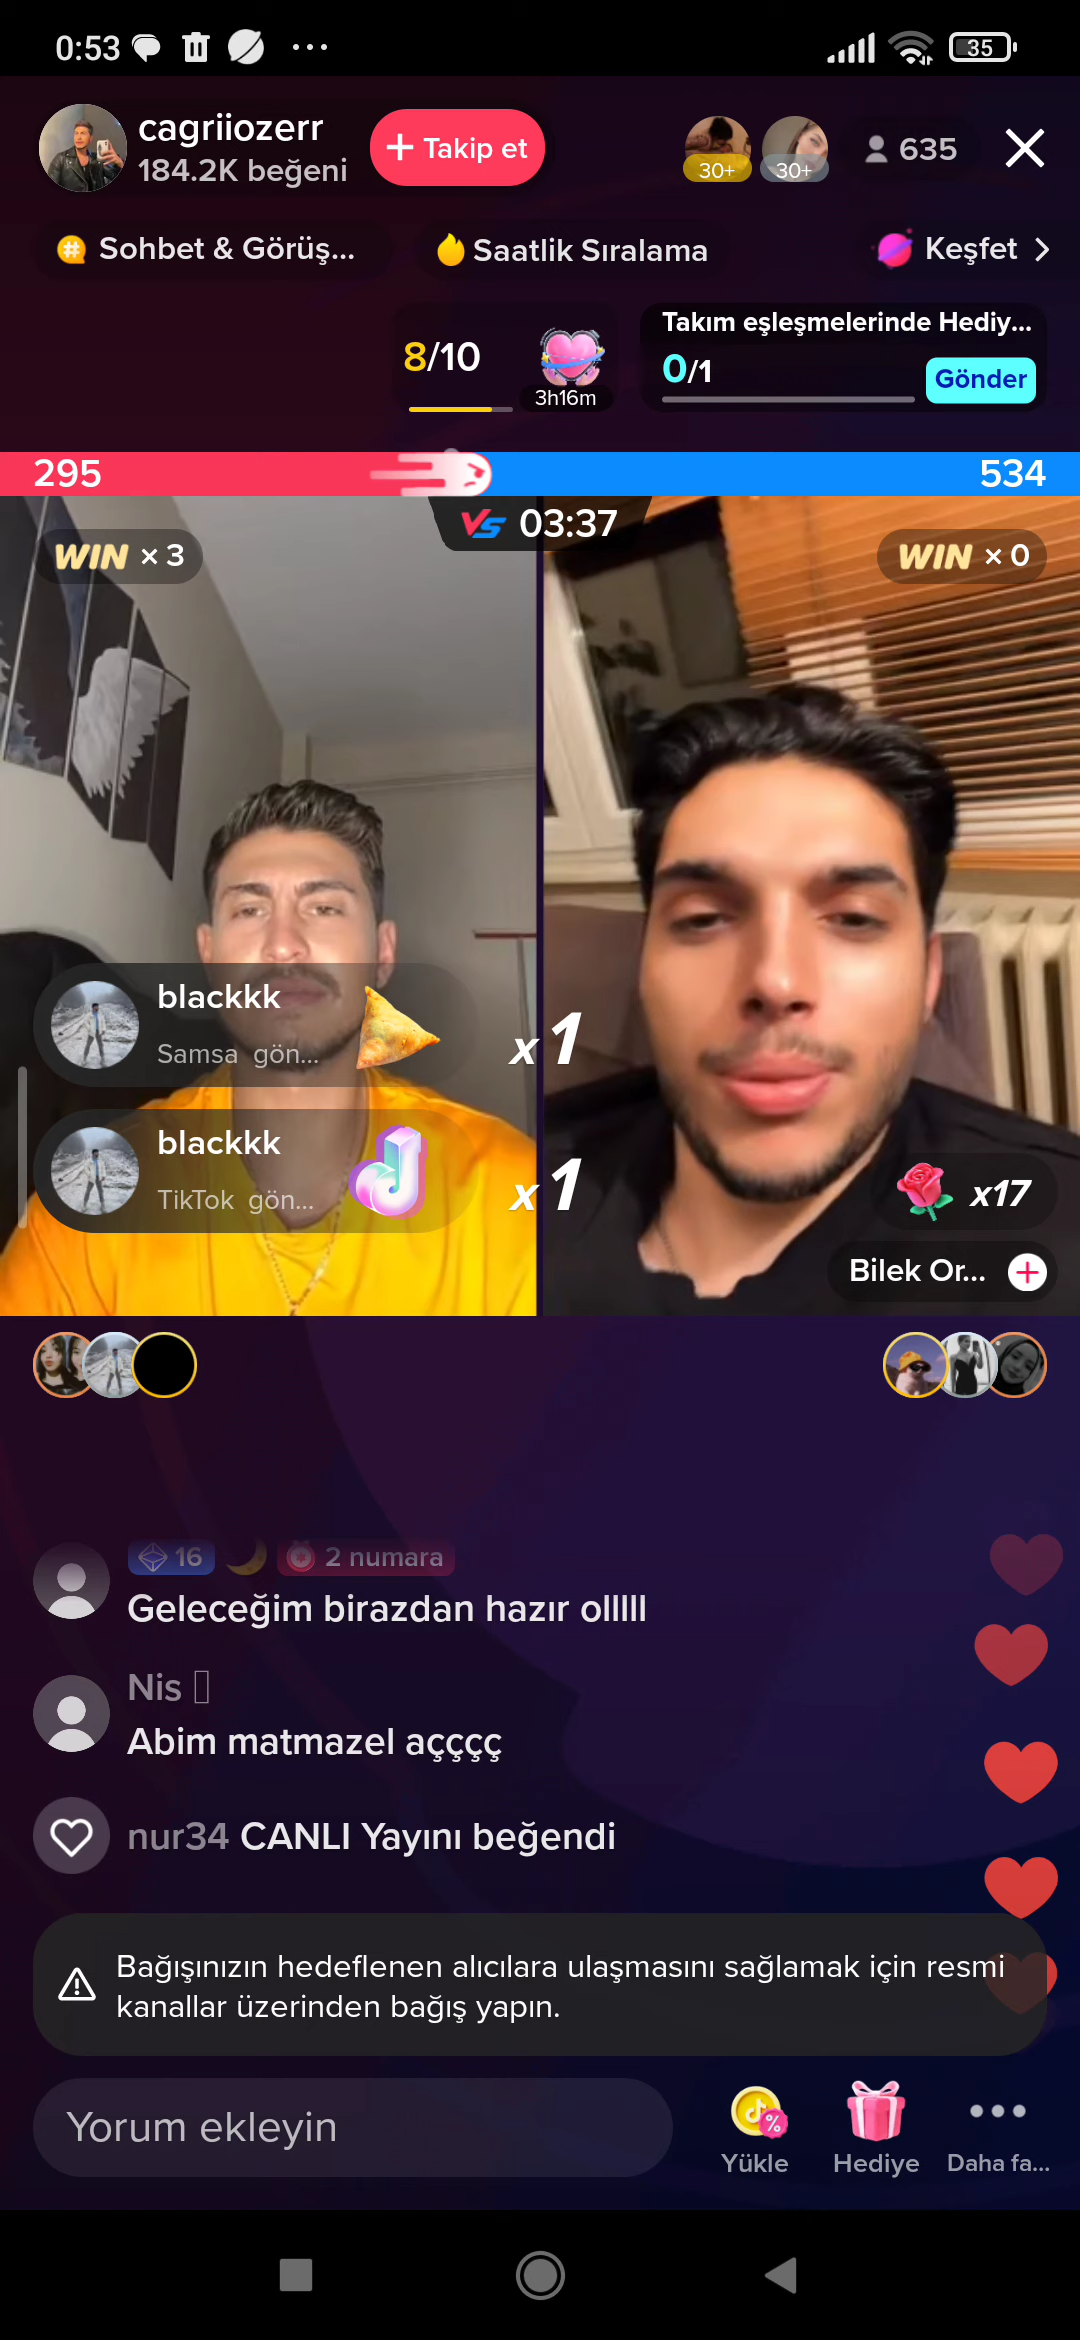 0:53
35
cagriiozerr
184.2K beğeni
+ Takip et
30+
30+
635
Sohbet & Görüş...
Saatlik Sıralama
Keşfet
8/10
3h16m
Takım eşleşmelerinde Hediy...
0/1
Gönder
295
534
VS 03:37
WIN × 3
WIN × 0
blackkk
Samsa gön...
x1
blackkk
TikTok gön...
x1
x17
Bilek Or...
16
2 numara
Geleceğim birazdan hazır olllll
Nis
Abim matmazel açççç
nur34 CANLI Yayını beğendi
Bağışınızın hedeflenen alıcılara ulaşmasını sağlamak için resmi
kanallar üzerinden bağış yapın.
Yorum ekleyin
Yükle
Hediye
Daha fa...